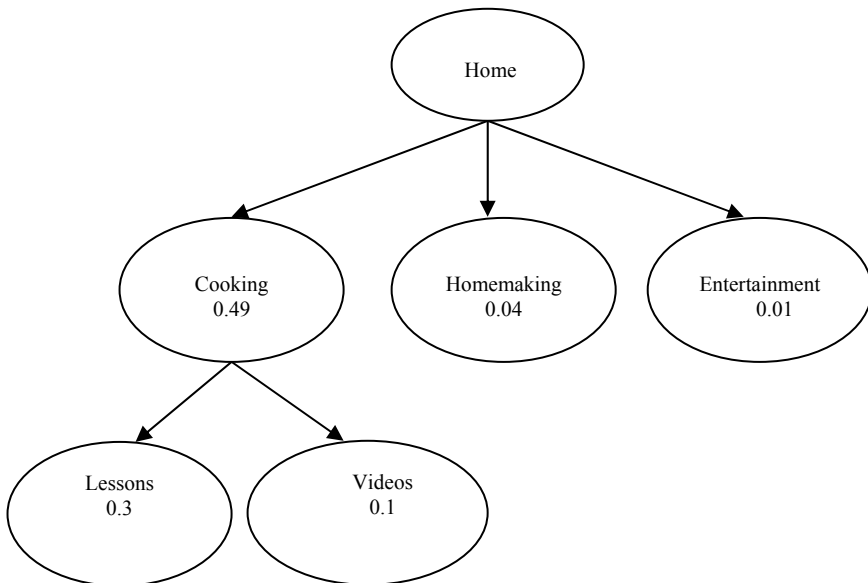 Home
Cooking
0.49
Homemaking
0.04
Entertainment
0.01
Lessons
0.3
Videos
0.1